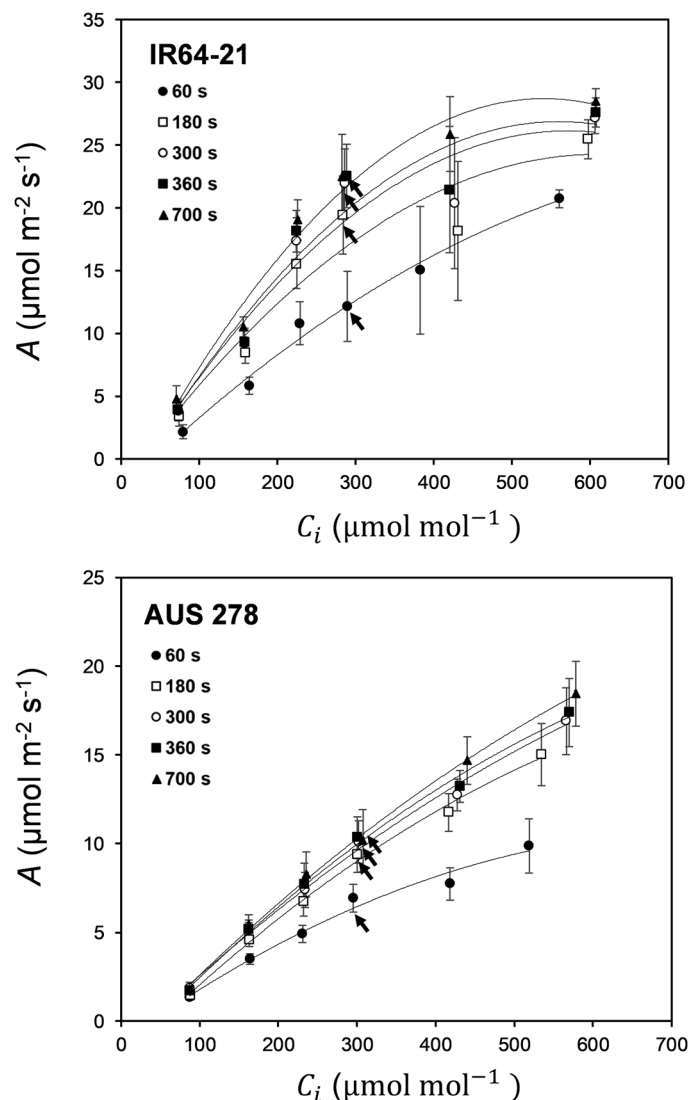 35
30
25
20
15
10
5
0
A (μmol m⁻² s⁻¹)
IR64-21
60 s
180 s
300 s
360 s
700 s
0 100 200 300 400 500 600 700
Cᵢ (μmol mol⁻¹ )
25
20
15
10
5
0
A (μmol m⁻² s⁻¹)
AUS 278
60 s
180 s
300 s
360 s
700 s
0 100 200 300 400 500 600 700
Cᵢ (μmol mol⁻¹ )